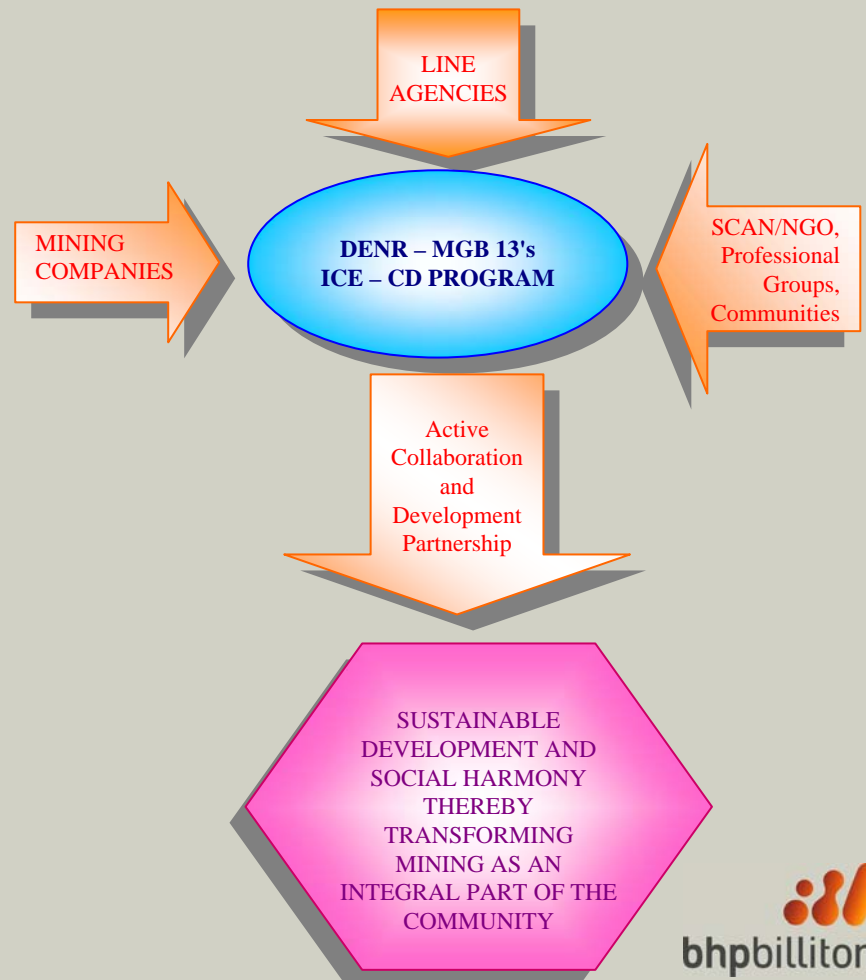 LINE
AGENCIES
MINING
COMPANIES
DENR – MGB 13's
ICE – CD PROGRAM
SCAN/NGO,
Professional
Groups,
Communities
Active
Collaboration
and
Development
Partnership
SUSTAINABLE
DEVELOPMENT AND
SOCIAL HARMONY
THEREBY
TRANSFORMING
MINING AS AN
INTEGRAL PART OF THE
COMMUNITY
bhpbilliton